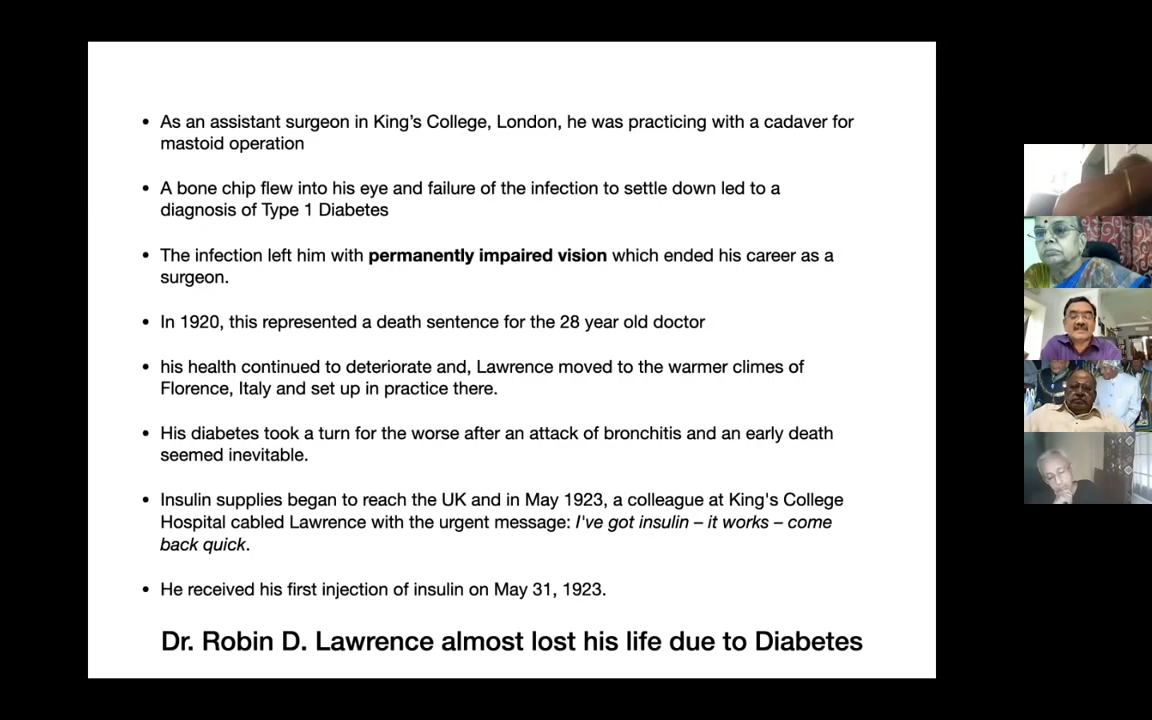 • As an assistant surgeon in King’s College, London, he was practicing with a cadaver for
mastoid operation
• A bone chip flew into his eye and failure of the infection to settle down led to a
diagnosis of Type 1 Diabetes
• The infection left him with permanently impaired vision which ended his career as a
surgeon.
• In 1920, this represented a death sentence for the 28 year old doctor
• his health continued to deteriorate and, Lawrence moved to the warmer climes of
Florence, Italy and set up in practice there.
• His diabetes took a turn for the worse after an attack of bronchitis and an early death
seemed inevitable.
• Insulin supplies began to reach the UK and in May 1923, a colleague at King's College
Hospital cabled Lawrence with the urgent message: I've got insulin – it works – come
back quick.
• He received his first injection of insulin on May 31, 1923.
Dr. Robin D. Lawrence almost lost his life due to Diabetes